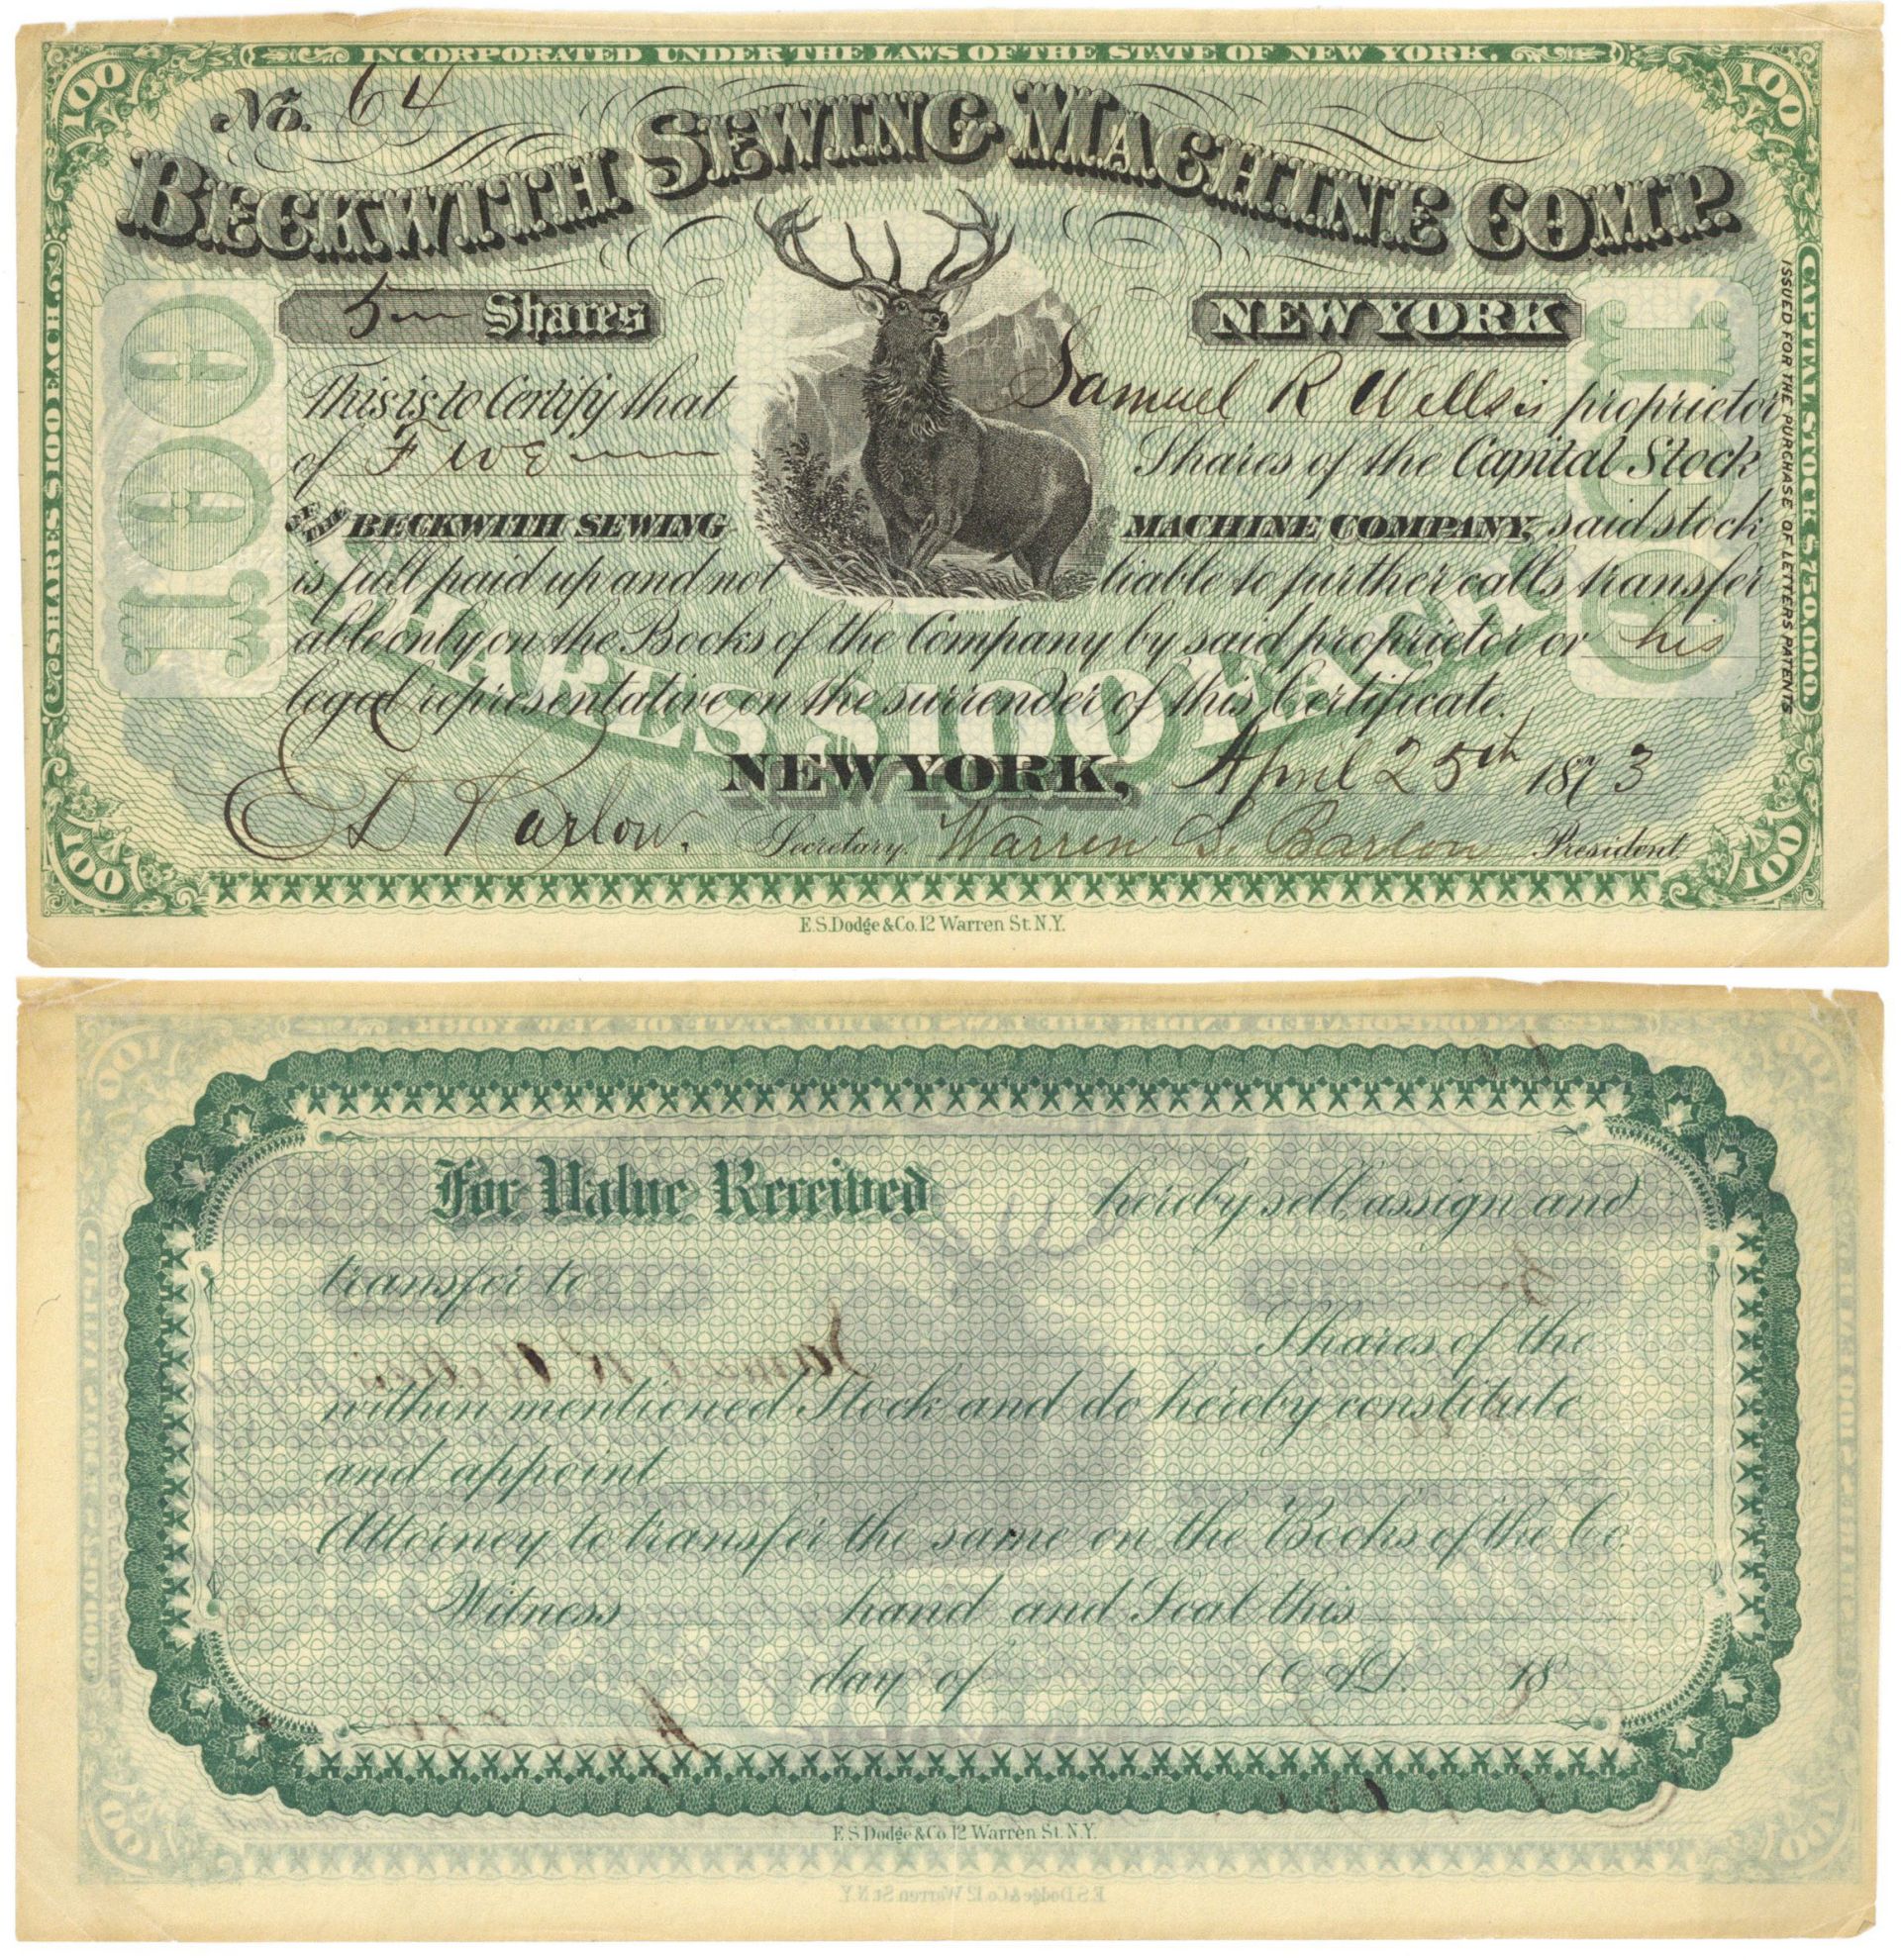 INCORPORATED UNDER THE LAWS OF THE STATE OF NEW YORK.
100
100
No. 64
BECKWITH SEWING MACHINE COMP.
SHARES $100 EACH.
CAPITAL STOCK $750.000
ISSUED FOR THE PURCHASE OF LETTERS PATENTS
100
100
5 Shares
NEW YORK
This is to Certify that Samuel R Wells is proprietor
of FIVE Shares of the Capital Stock
OF THE BECKWITH SEWING MACHINE COMPANY, said stock
is full paid up and not liable to further calls transfer
able only on the Books of the Company by said proprietor or his
legal representative on the surrender of this Certificate.
SHARES $100 EACH
NEW YORK, April 25th 1873
Barlow. Secretary. Warren S. Barlow President
100
100
E.S. Dodge & Co. 12 Warren St. N.Y.
For Value Received hereby sell assign and
transfer to
Shares of the
within mentioned Stock and do hereby constitute
and appoint
Attorney to transfer the same on the Books of the Co.
Witness hand and Seal this
day of A.D. 18
E.S. Dodge & Co 12 Warren St. N.Y.